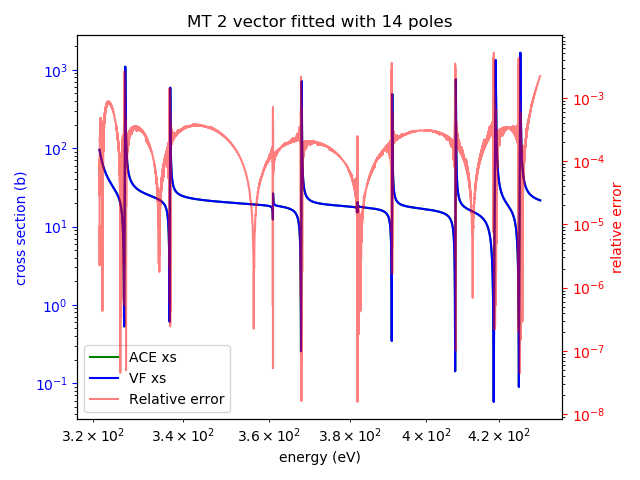 MT 2 vector fitted with 14 poles
10³
10²
10¹
10⁰
10⁻¹
cross section (b)
10⁻³
10⁻⁴
10⁻⁵
10⁻⁶
10⁻⁷
10⁻⁸
relative error
ACE xs
VF xs
Relative error
3.2 × 10² 3.4 × 10² 3.6 × 10² 3.8 × 10² 4 × 10² 4.2 × 10²
energy (eV)